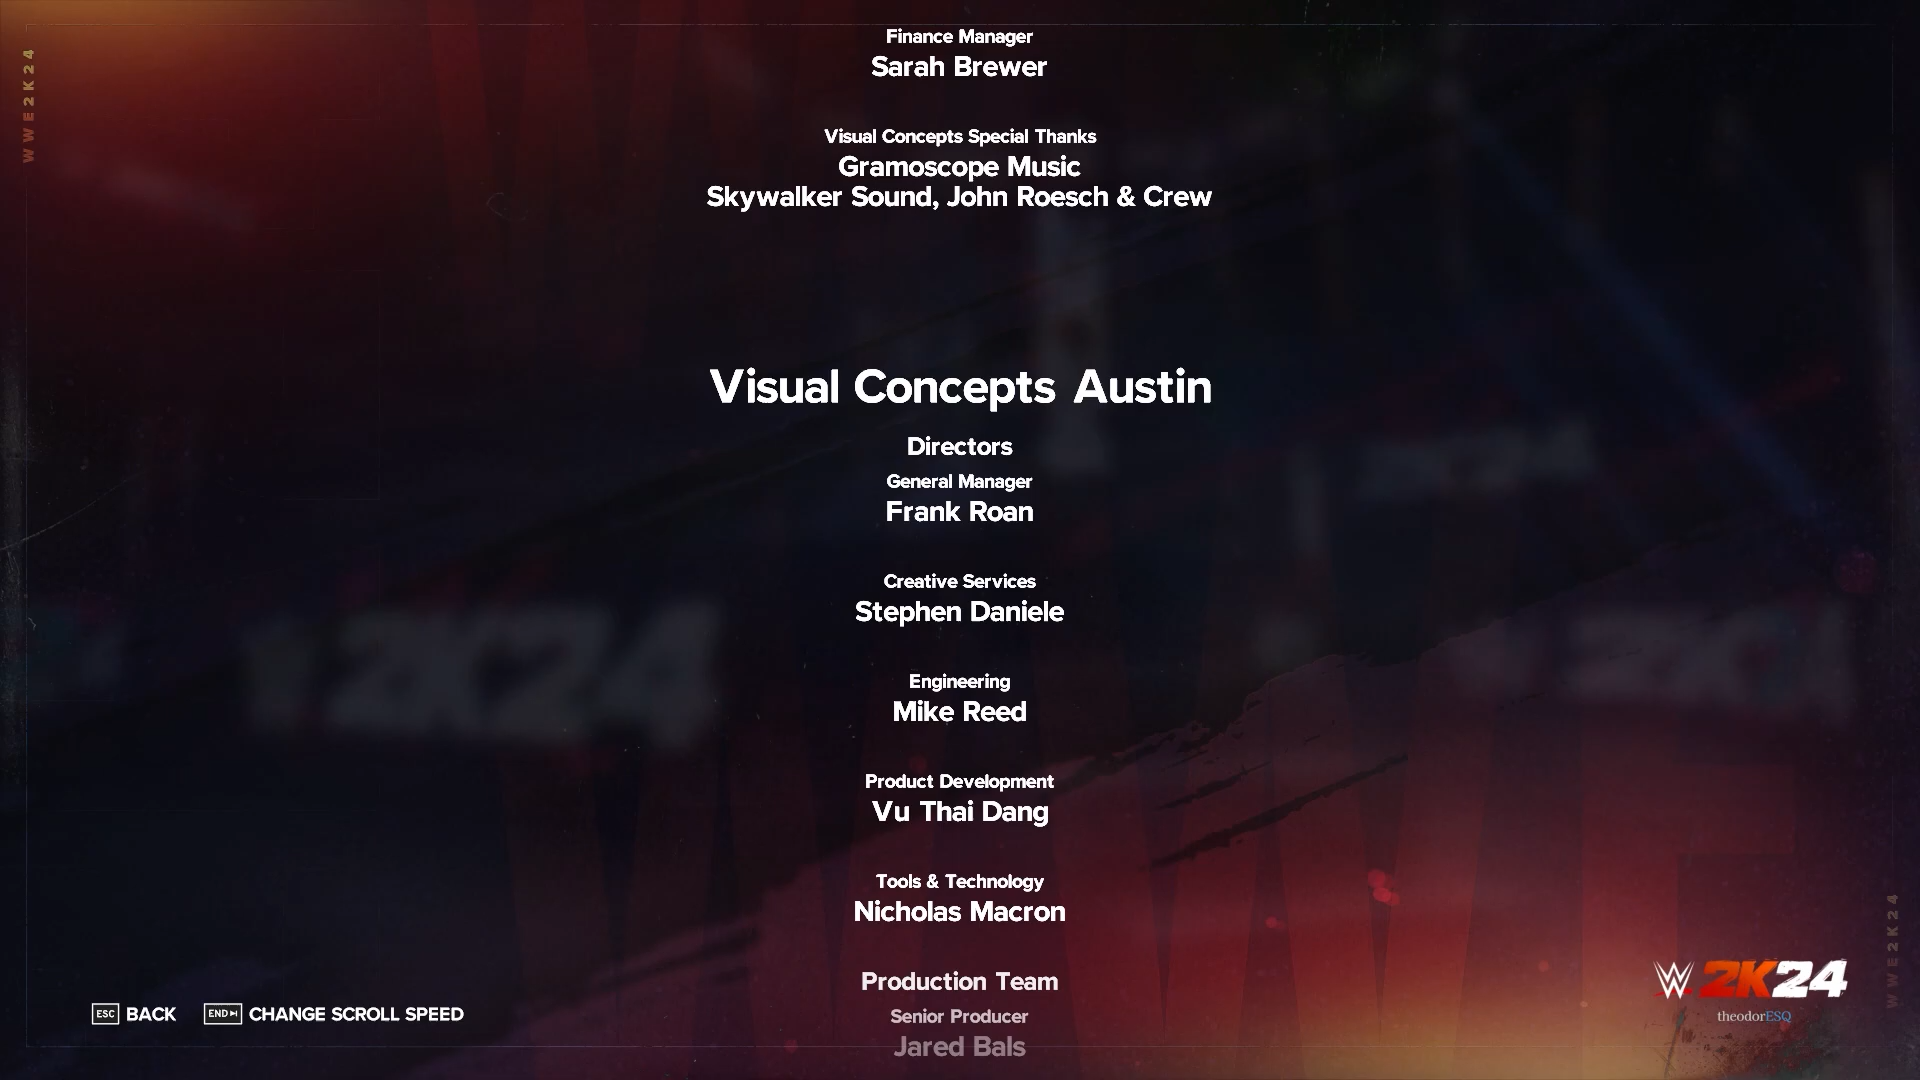 WWE2K24
Finance Manager
Sarah Brewer
Visual Concepts Special Thanks
Gramoscope Music
Skywalker Sound, John Roesch & Crew
Visual Concepts Austin
Directors
General Manager
Frank Roan
Creative Services
Stephen Daniele
2K24
Engineering
Mike Reed
Product Development
Vu Thai Dang
Tools & Technology
Nicholas Macron
Production Team
Senior Producer
Jared Bals
ESC BACK END CHANGE SCROLL SPEED
W 2K24
theodorESQ
WWE2K24